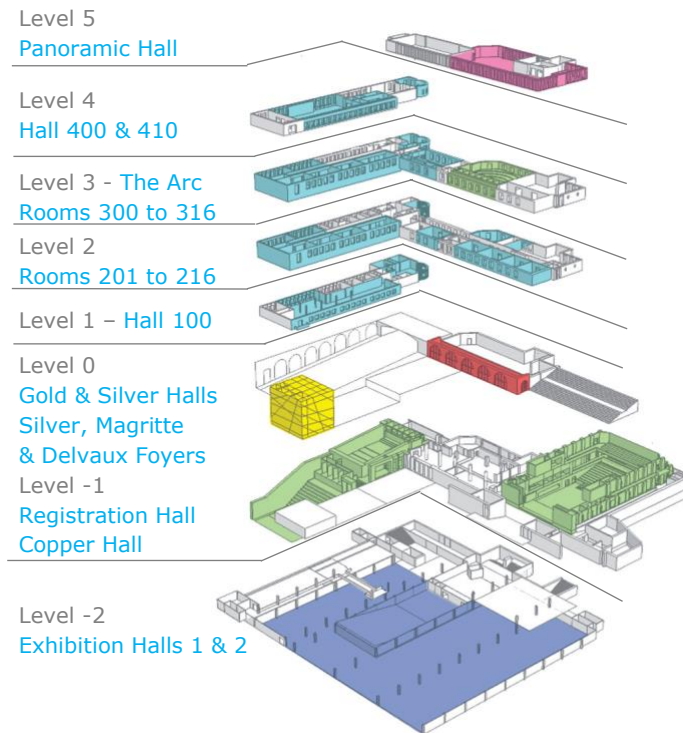 Level 5
Panoramic Hall
Level 4
Hall 400 & 410
Level 3 - The Arc
Rooms 300 to 316
Level 2
Rooms 201 to 216
Level 1 – Hall 100
Level 0
Gold & Silver Halls
Silver, Magritte
& Delvaux Foyers
Level -1
Registration Hall
Copper Hall
Level -2
Exhibition Halls 1 & 2